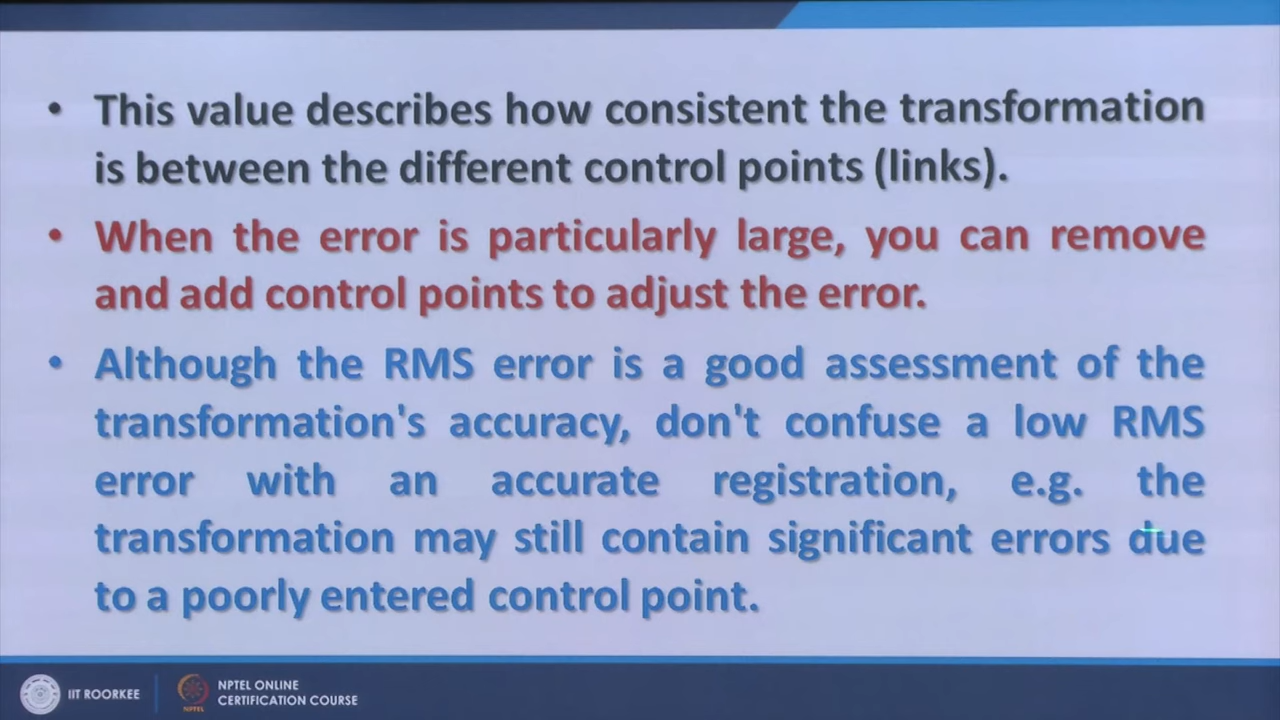 • This value describes how consistent the transformation
is between the different control points (links).
• When the error is particularly large, you can remove
and add control points to adjust the error.
• Although the RMS error is a good assessment of the
transformation's accuracy, don't confuse a low RMS
error with an accurate registration, e.g. the
transformation may still contain significant errors due
to a poorly entered control point.
IIT ROORKEE
NPTEL
NPTEL ONLINE
CERTIFICATION COURSE